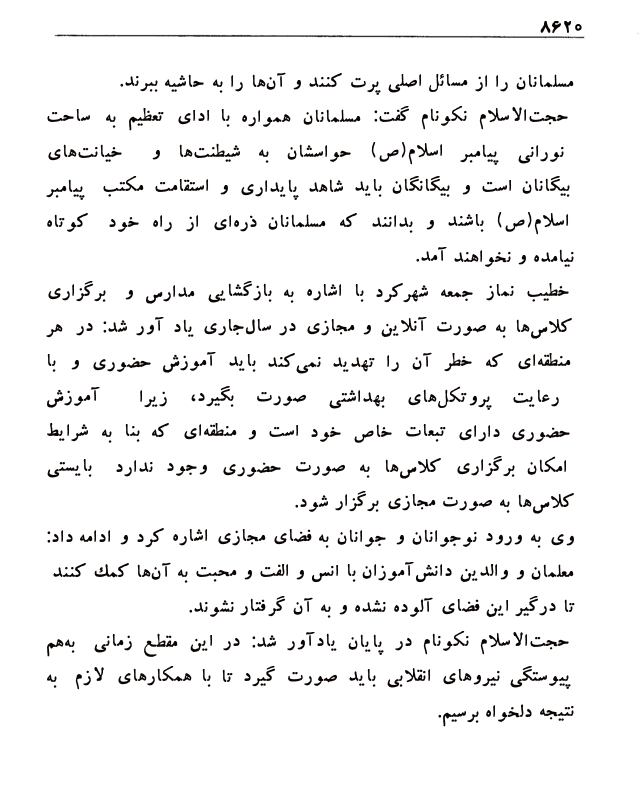 ۸۶۲۰
مسلمانان را از مسائل اصلی پرت کنند و آن‌ها را به حاشیه ببرند.
حجت‌الاسلام نکونام گفت: مسلمانان همواره با ادای تعظیم به ساحت
نورانی پیامبر اسلام(ص) حواسشان به شیطنت‌ها و خیانت‌های
بیگانان است و بیگانگان باید شاهد پایداری و استقامت مکتب پیامبر
اسلام(ص) باشند و بدانند که مسلمانان ذره‌ای از راه خود کوتاه
نیامده و نخواهند آمد.
خطیب نماز جمعه شهرکرد با اشاره به بازگشایی مدارس و برگزاری
کلاس‌ها به صورت آنلاین و مجازی در سال‌جاری یاد آور شد: در هر
منطقه‌ای که خطر آن را تهدید نمی‌کند باید آموزش حضوری و با
رعایت پروتکل‌های بهداشتی صورت بگیرد، زیرا آموزش
حضوری دارای تبعات خاص خود است و منطقه‌ای که بنا به شرایط
امکان برگزاری کلاس‌ها به صورت حضوری وجود ندارد بایستی
کلاس‌ها به صورت مجازی برگزار شود.
وی به ورود نوجوانان و جوانان به فضای مجازی اشاره کرد و ادامه داد:
معلمان و والدین دانش‌آموزان با انس و الفت و محبت به آن‌ها کمك کنند
تا درگیر این فضای آلوده نشده و به آن گرفتار نشوند.
حجت‌الاسلام نکونام در پایان یادآور شد: در این مقطع زمانی به‌هم
پیوستگی نیروهای انقلابی باید صورت گیرد تا با همکارهای لازم به
نتیجه دلخواه برسیم.